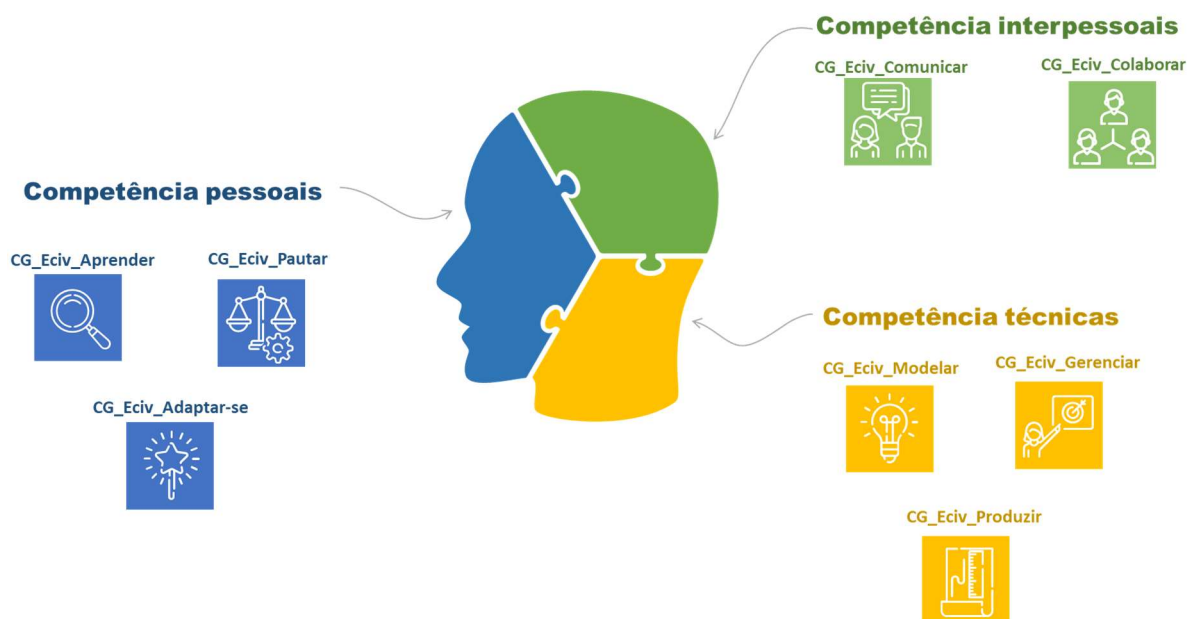 Competência interpessoais
CG_Eciv_Comunicar
CG_Eciv_Colaborar
Competência pessoais
CG_Eciv_Aprender
CG_Eciv_Pautar
CG_Eciv_Adaptar-se
Competência técnicas
CG_Eciv_Modelar
CG_Eciv_Gerenciar
CG_Eciv_Produzir